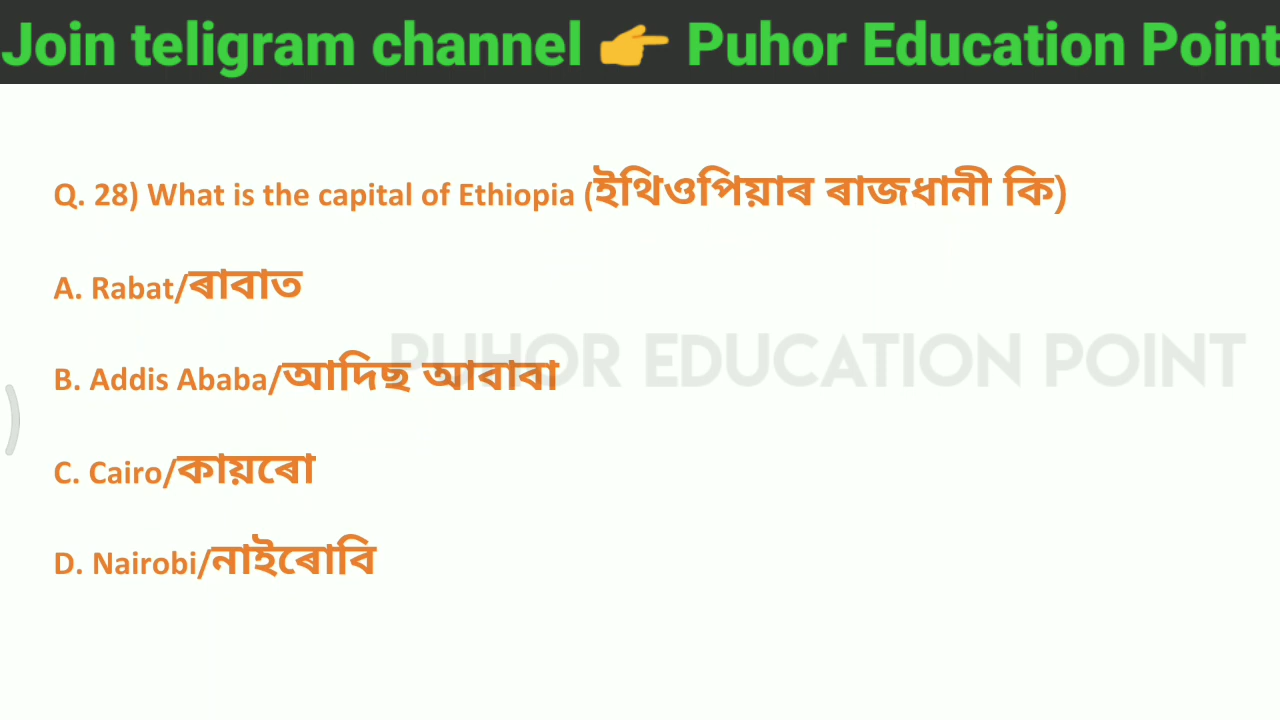 Join teligram channel 👉 Puhor Education Point
Q. 28) What is the capital of Ethiopia (ইথিওপিয়াৰ ৰাজধানী কি)
A. Rabat/ৰাবাত
PUHOR EDUCATION POINT
B. Addis Ababa/আদিছ আবাবা
C. Cairo/কায়ৰো
D. Nairobi/নাইৰোবি